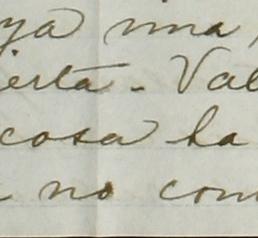 ya una
ierta - Val
cosa la
no com